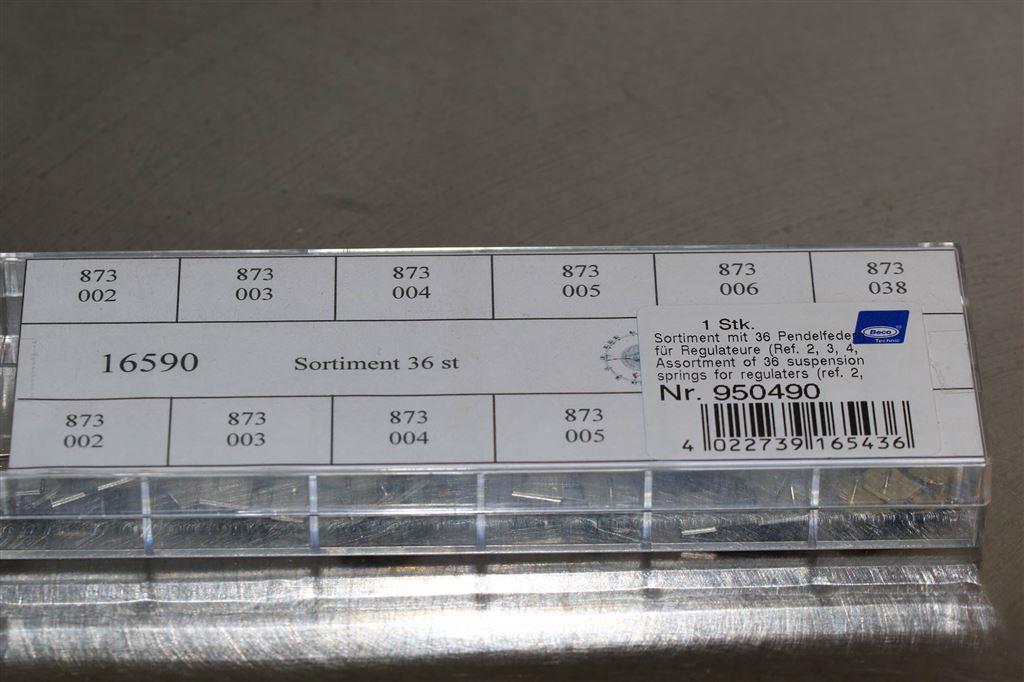 873 002
873 003
873 004
873 005
873 006
873 038
16590
Sortiment 36 st
873 002
873 003
873 004
873 005
1 Stk.
Sortiment mit 36 Pendelfeder
für Regulateure (Ref. 2, 3, 4,
Assortment of 36 suspension
springs for regulaters (ref. 2,
Nr. 950490
4 022739 165436
Beco
Technic